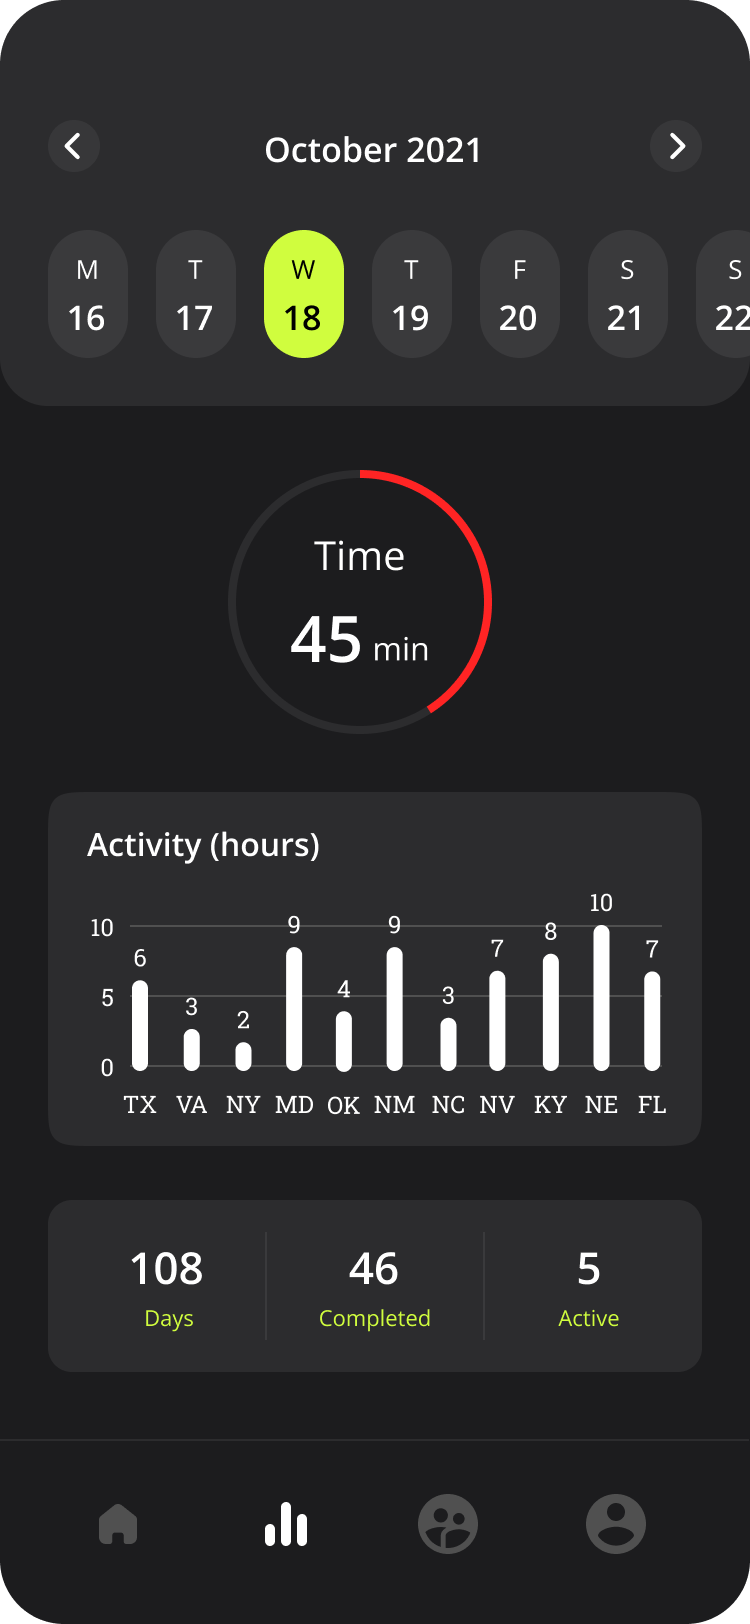 October 2021
M T W T F S S
16 17 18 19 20 21 22
Time
45 min
Activity (hours)
10
5
0
6 3 2 9 4 9 3 7 8 10 7
TX VA NY MD OK NM NC NV KY NE FL
108 46 5
Days Completed Active